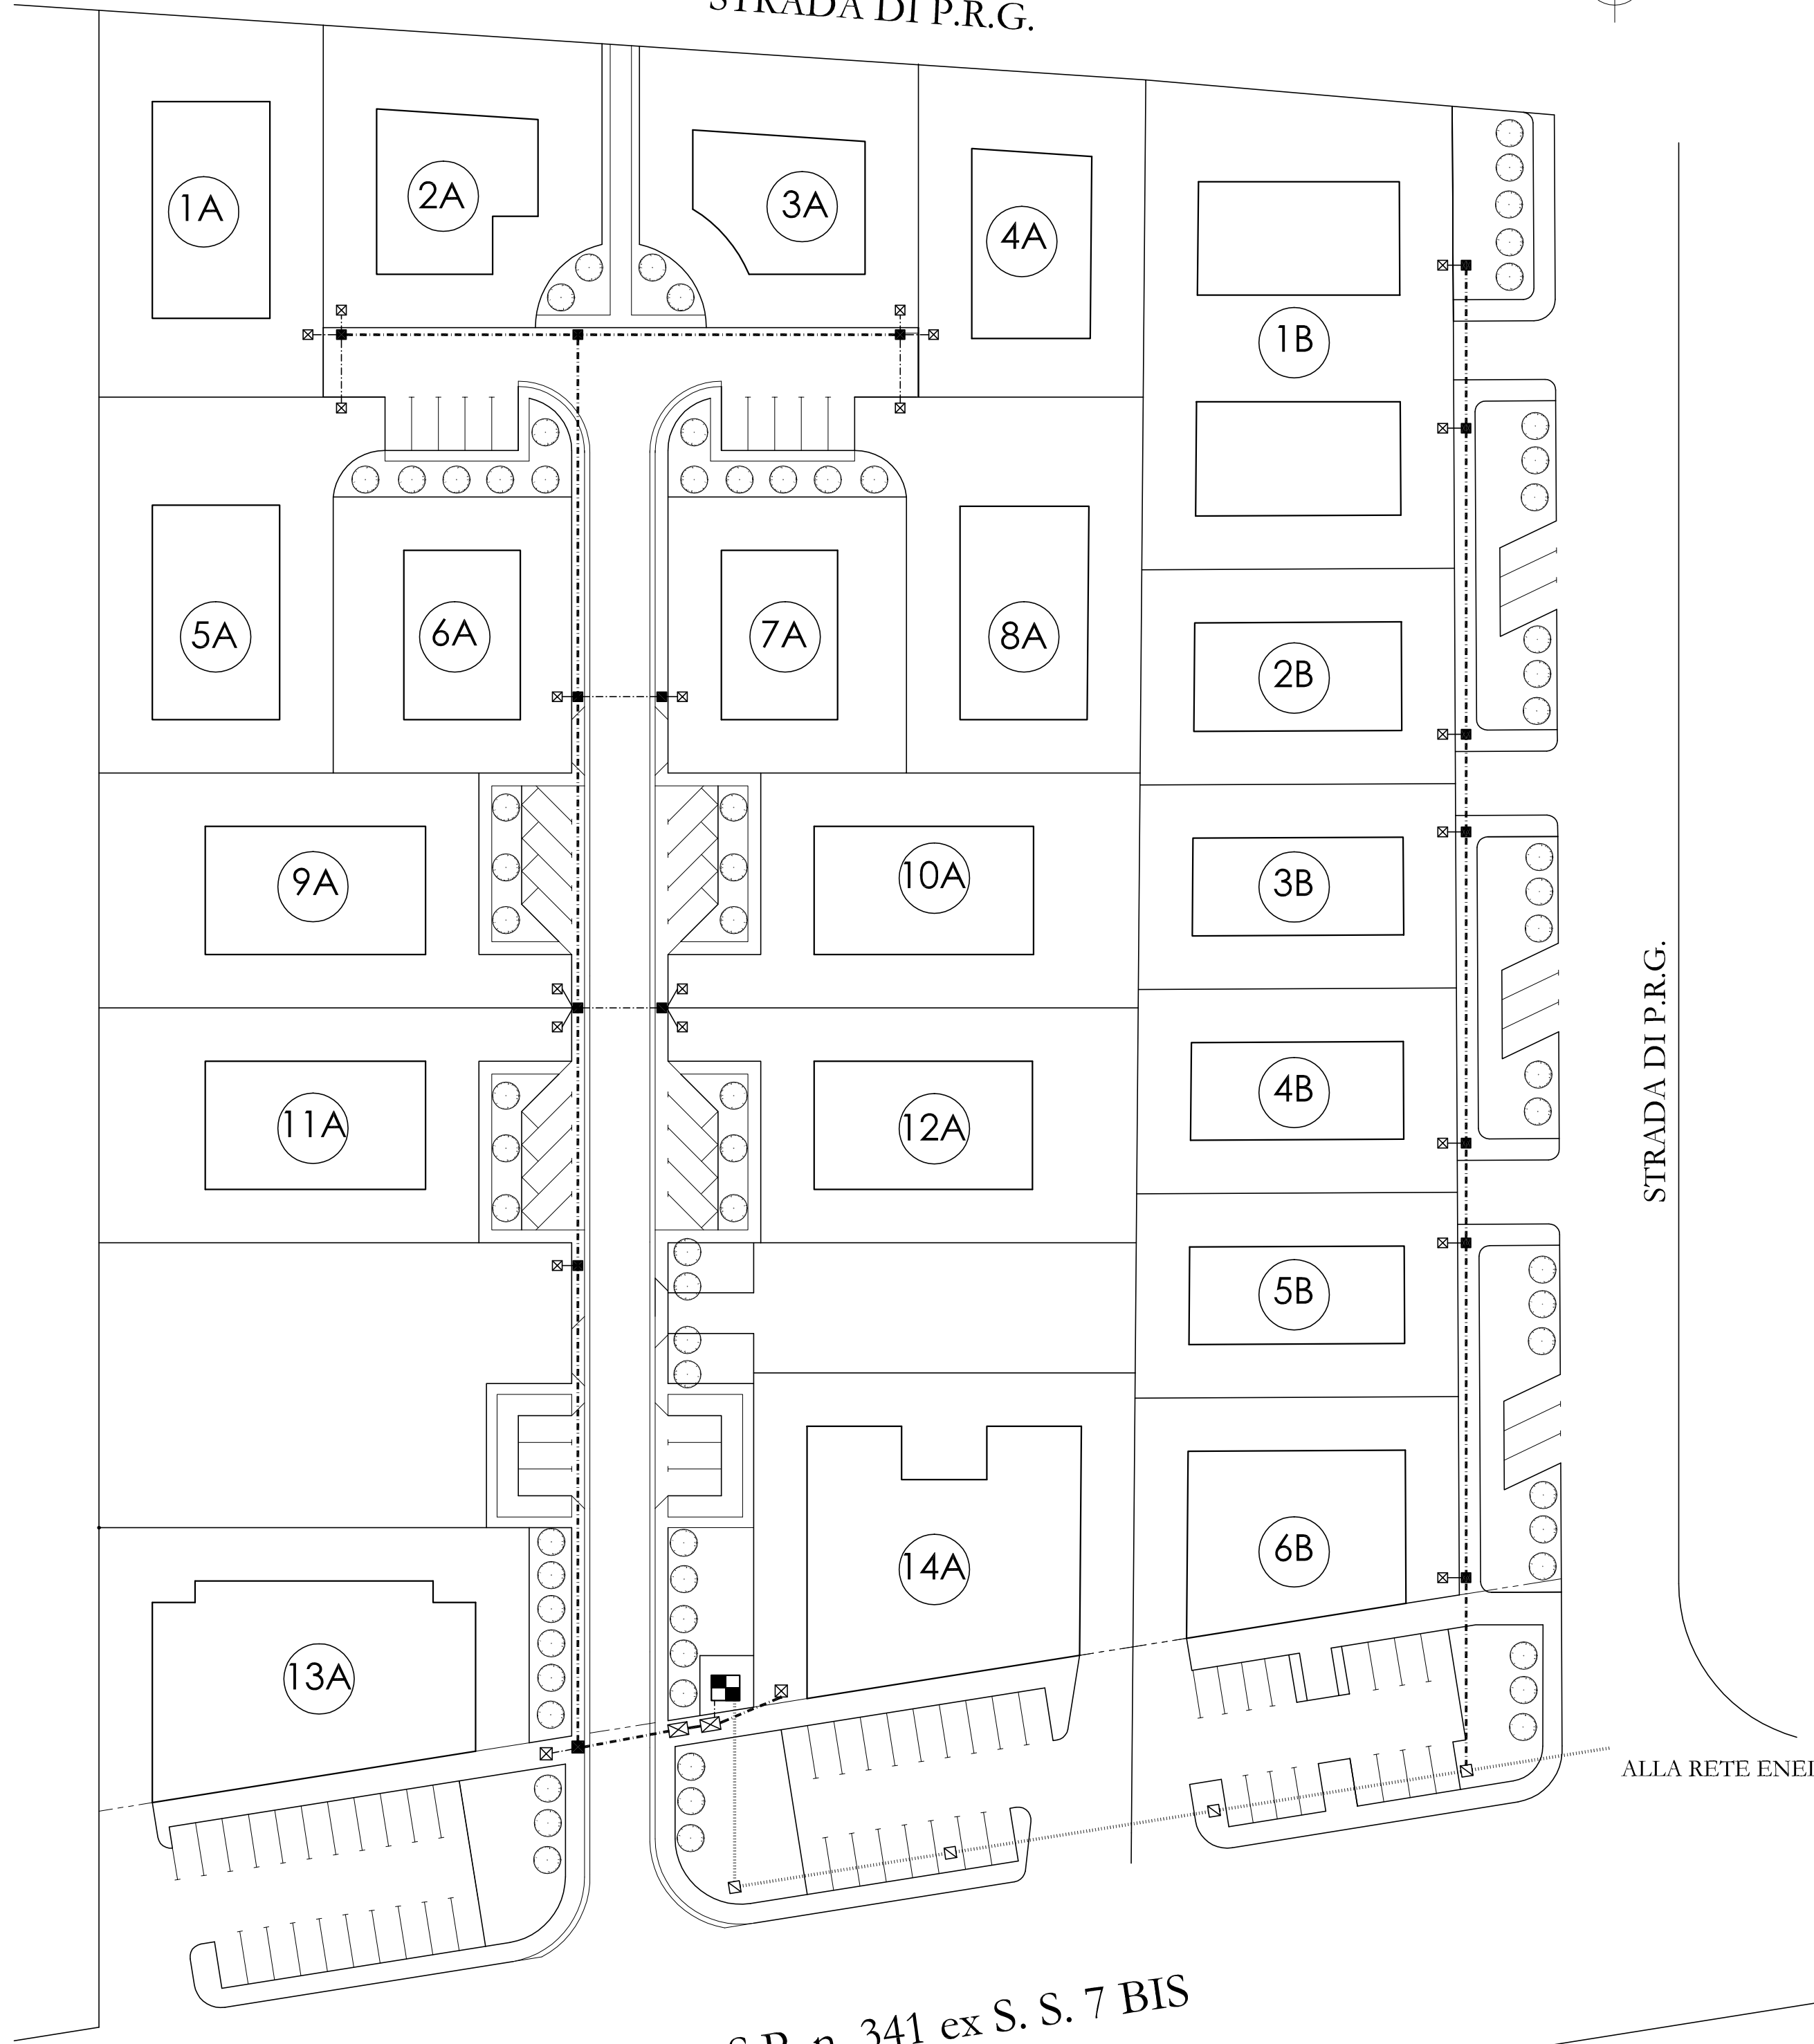 STRADA DI P.R.G.
1A
2A
3A
4A
1B
5A
6A
7A
8A
2B
9A
10A
3B
11A
12A
4B
STRADA DI P.R.G.
5B
13A
14A
6B
ALLA RETE ENEL
S.P. n. 341 ex S. S. 7 BIS